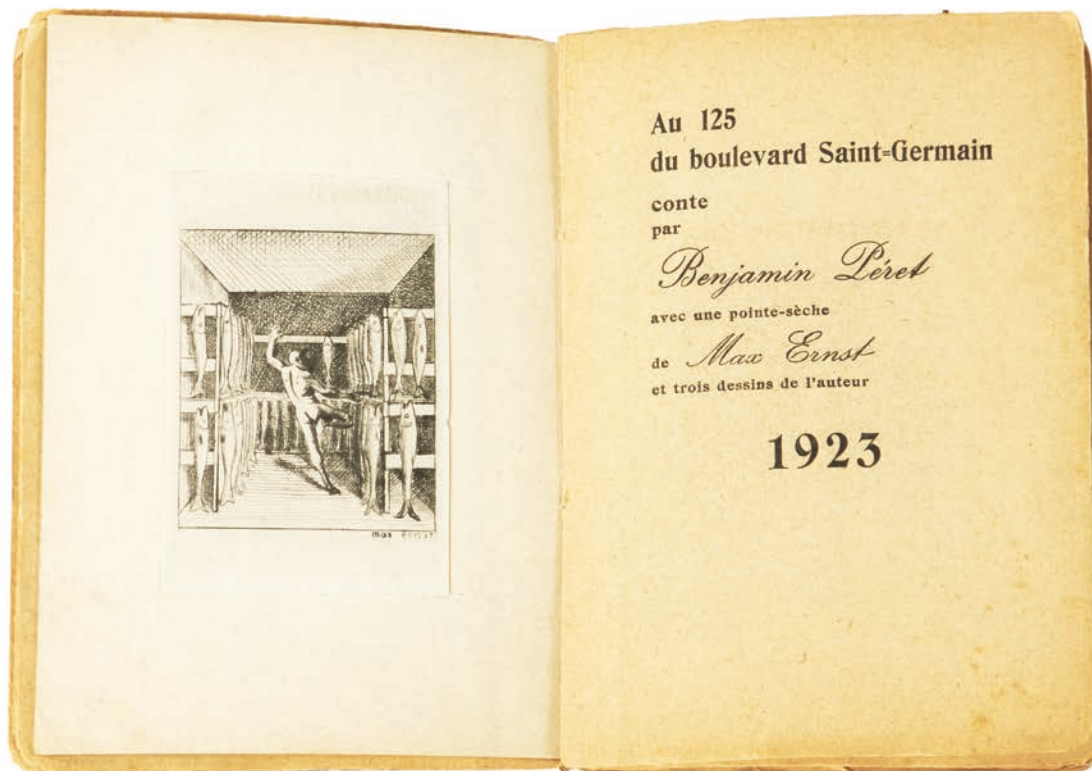 max ernst
Au 125
du boulevard Saint=Germain
conte
par
Benjamin Péret
avec une pointe-sèche
de Max Ernst
et trois dessins de l'auteur
1923